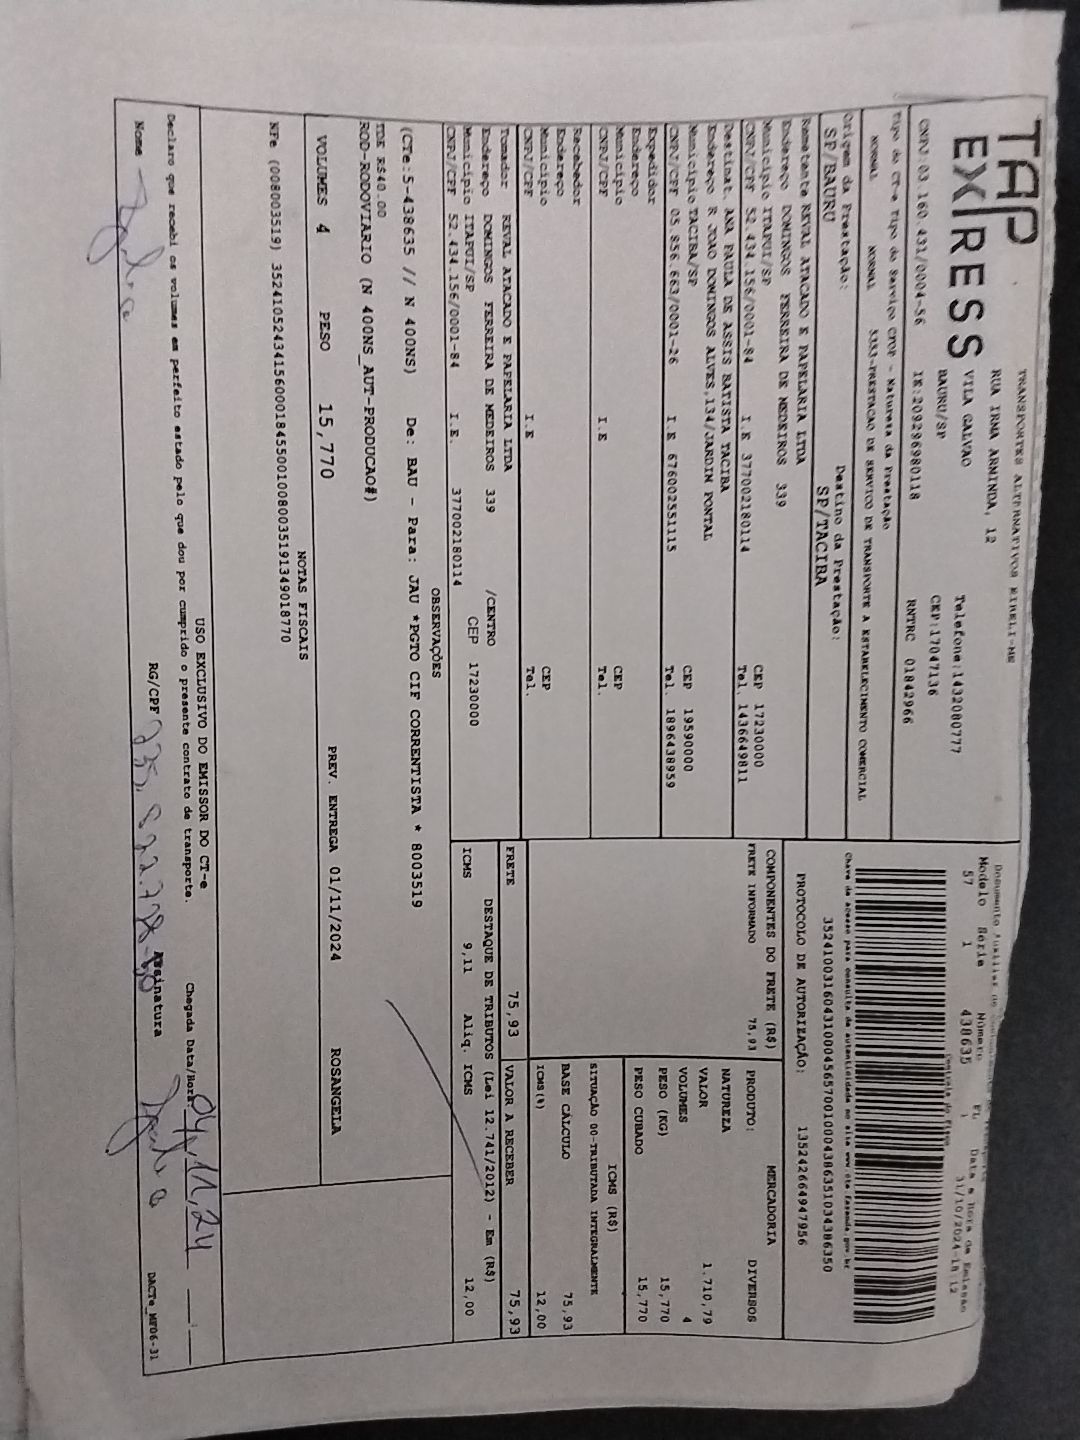 TAP
EXPRESS
TRANSPORTES ALTERNATIVOS EIRELI-ME
RUA IRMA ARMINDA, 12
VILA GALVAO
BAURU/SP
Telefone:1432080777
CEP:17047136
CNPJ:03.160.431/0004-56 IE:209296980118 RNTRC 01842966
Modelo Série Número FL Data e Hora de Emissão
57 1 438635 1 31/10/2024-18:12
Controle do Fisco
Chave de acesso para consulta de autenticidade no site www.cte.fazenda.gov.br
35241003160431000456570010004386351034386350
PROTOCOLO DE AUTORIZAÇÃO: 135242664947956
Tipo do CT-e Tipo do Serviço CFOP - Natureza da Prestação
NORMAL NORMAL 5353-PRESTACAO DE SERVICO DE TRANSPORTE A ESTABELECIMENTO COMERCIAL
Origem da Prestação: Destino da Prestação:
SP/BAURU SP/TACIBA
Remetente REVAL ATACADO E PAPELARIA LTDA
Endereço DOMINGOS FERREIRA DE MEDEIROS 339
Município ITAPUI/SP CEP 17230000
CNPJ/CPF 52.434.156/0001-84 I.E 377002180114 Tel. 1436649811
Destinat. ANA PAULA DE ASSIS BATISTA TACIBA
Endereço R JOAO DOMINGOS ALVES,134/JARDIN PONTAL
Município TACIBA/SP CEP 19590000
CNPJ/CPF 05.856.663/0001-26 I.E 676002551115 Tel. 1896438959
Expedidor
Endereço
Município CEP
CNPJ/CPF I.E Tel.
Recebedor
Endereço
Município CEP
CNPJ/CPF I.E Tel.
Tomador REVAL ATACADO E PAPELARIA LTDA
Endereço DOMINGOS FERREIRA DE MEDEIROS 339 /CENTRO
Município ITAPUI/SP CEP 17230000
CNPJ/CPF 52.434.156/0001-84 I.E. 377002180114
COMPONENTES DO FRETE (R$)
FRETE INFORMADO 75,93
MERCADORIA
PRODUTO: DIVERSOS
NATUREZA
VALOR 1.710,79
VOLUMES 4
PESO (KG) 15,770
PESO CUBADO 15,770
ICMS (R$)
SITUAÇÃO 00-TRIBUTADA INTEGRALMENTE
BASE CÁLCULO 75,93
ICMS(%) 12,00
FRETE 75,93 VALOR A RECEBER 75,93
DESTAQUE DE TRIBUTOS (Lei 12.741/2012) - Em (R$)
ICMS 9,11 Aliq. ICMS 12,00
OBSERVAÇÕES
(CTe:5-438635 // N 400NS) De: BAU - Para: JAU *PGTO CIF CORRENTISTA * 8003519
TDE R$40.00
ROD-RODOVIARIO (N 400NS_AUT-PRODUCAO#)
VOLUMES 4 PESO 15,770 PREV. ENTREGA 01/11/2024 ROSANGELA
NOTAS FISCAIS
NFe (008003519) 35241052434156000184550010080035191349018770
USO EXCLUSIVO DO EMISSOR DO CT-e
Declaro que recebi os volumes em perfeito estado pelo que dou por cumprido o presente contrato de transporte. Chegada Data/Hora 04,11,24
Nome RG/CPF Assinatura
DACTe_MF06-31